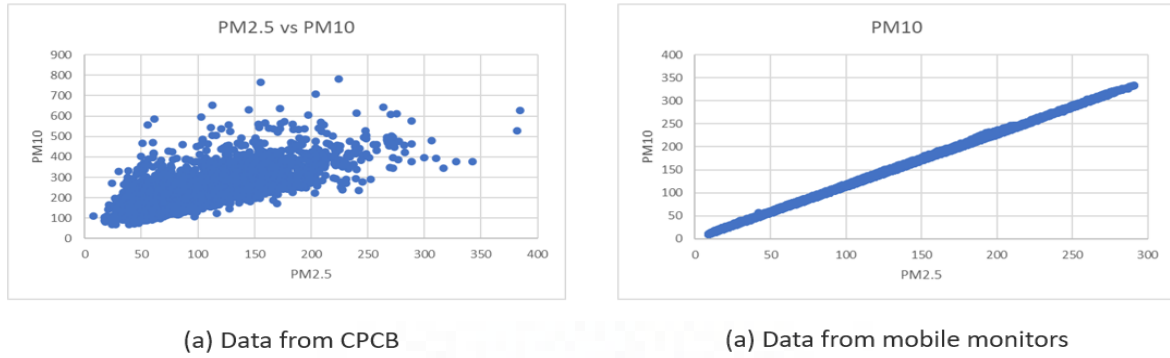 PM2.5 vs PM10
900
800
700
600
500
400
300
200
100
0
PM10
0 50 100 150 200 250 300 350 400
PM2.5
(a) Data from CPCB
PM10
400
350
300
250
200
150
100
50
0
PM10
0 50 100 150 200 250 300
PM2.5
(a) Data from mobile monitors